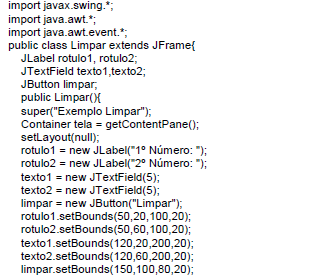 import javax.swing.*;
import java.awt.*;
import java.awt.event.*;
public class Limpar extends JFrame{
JLabel rotulo1, rotulo2;
JTextField texto1,texto2;
JButton limpar;
public Limpar(){
super("Exemplo Limpar");
Container tela = getContentPane();
setLayout(null);
rotulo1 = new JLabel("1º Número: ");
rotulo2 = new JLabel("2º Número: ");
texto1 = new JTextField(5);
texto2 = new JTextField(5);
limpar = new JButton("Limpar");
rotulo1.setBounds(50,20,100,20);
rotulo2.setBounds(50,60,100,20);
texto1.setBounds(120,20,200,20);
texto2.setBounds(120,60,200,20);
limpar.setBounds(150,100,80,20);